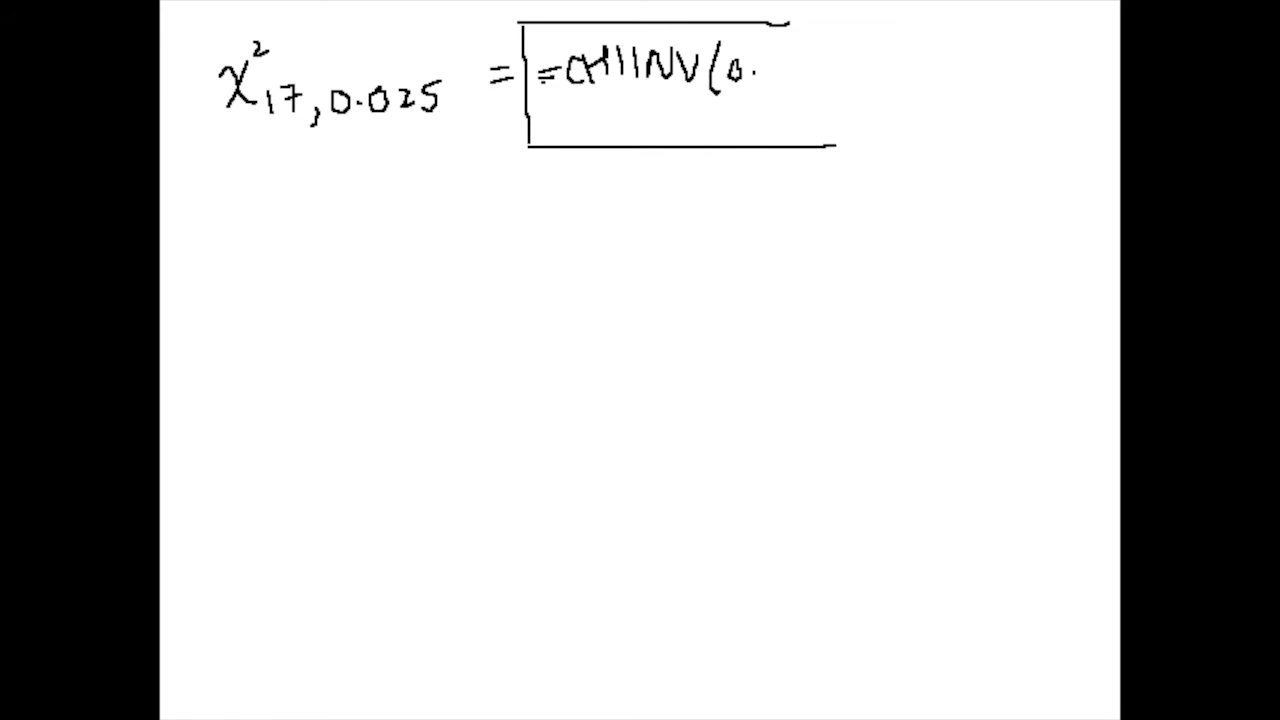 χ²17,0.025 = =CHIINV(0.